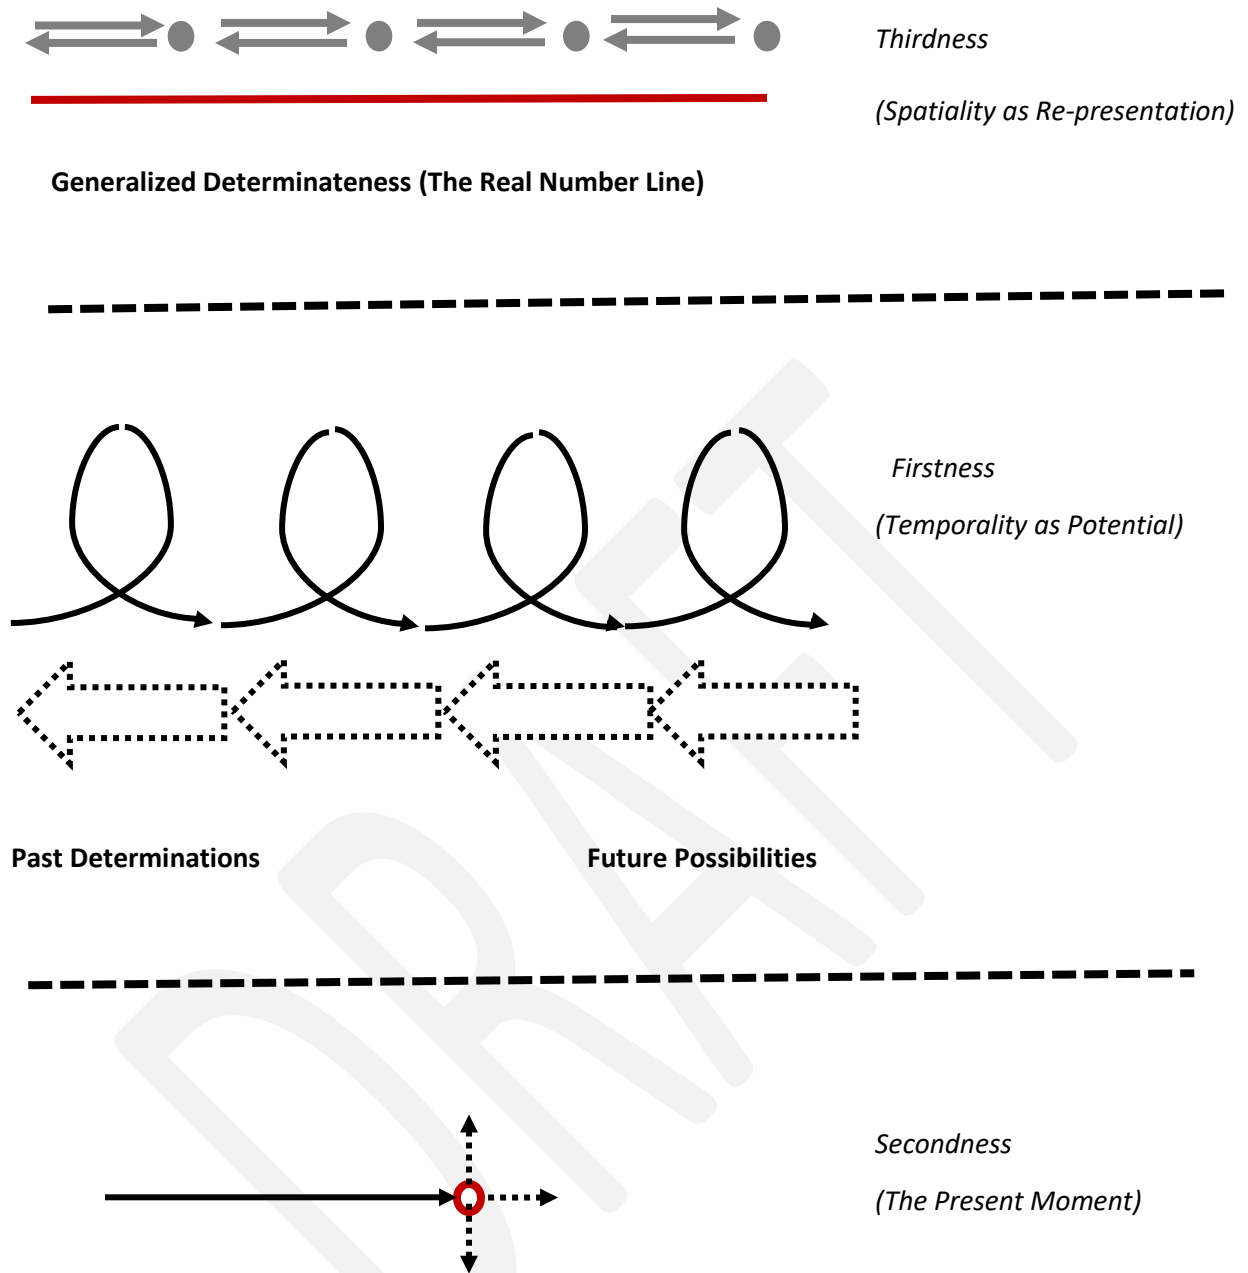 Thirdness
(Spatiality as Re-presentation)
Generalized Determinateness (The Real Number Line)
Firstness
(Temporality as Potential)
Past Determinations
Future Possibilities
Secondness
(The Present Moment)
DRAFT